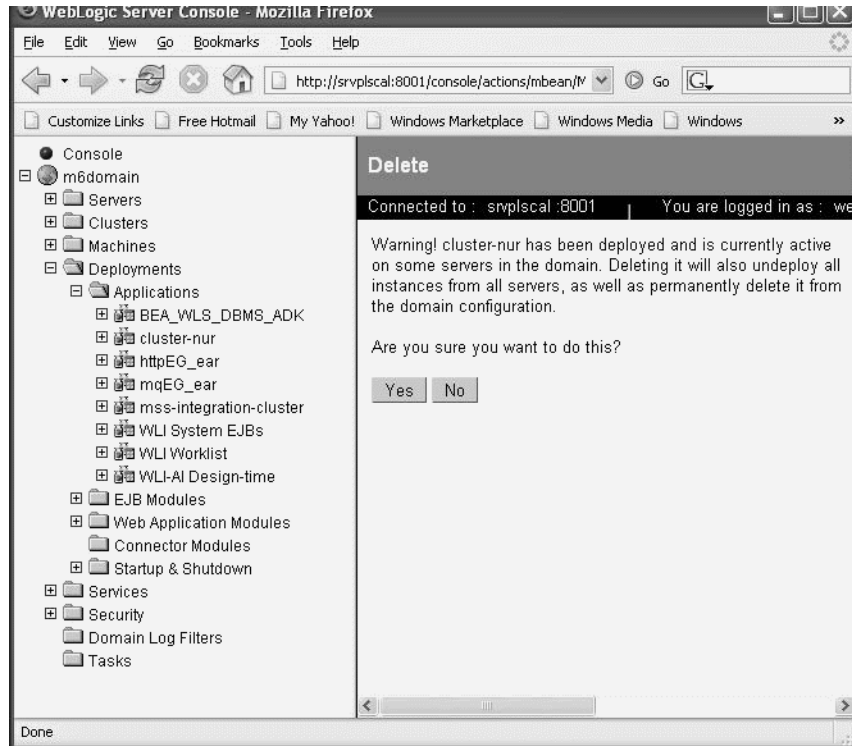 WebLogic Server Console - Mozilla Firefox
File Edit View Go Bookmarks Tools Help
http://srvplscal:8001/console/actions/mbean/M Go G
Customize Links Free Hotmail My Yahoo! Windows Marketplace Windows Media Windows »
Console
m6domain
Servers
Clusters
Machines
Deployments
Applications
BEA_WLS_DBMS_ADK
cluster-nur
httpEG_ear
mqEG_ear
mss-integration-cluster
WLI System EJBs
WLI Worklist
WLI-AI Design-time
EJB Modules
Web Application Modules
Connector Modules
Startup & Shutdown
Services
Security
Domain Log Filters
Tasks
Delete
Connected to : srvplscal :8001 You are logged in as : we
Warning! cluster-nur has been deployed and is currently active
on some servers in the domain. Deleting it will also undeploy all
instances from all servers, as well as permanently delete it from
the domain configuration.
Are you sure you want to do this?
Yes No
Done